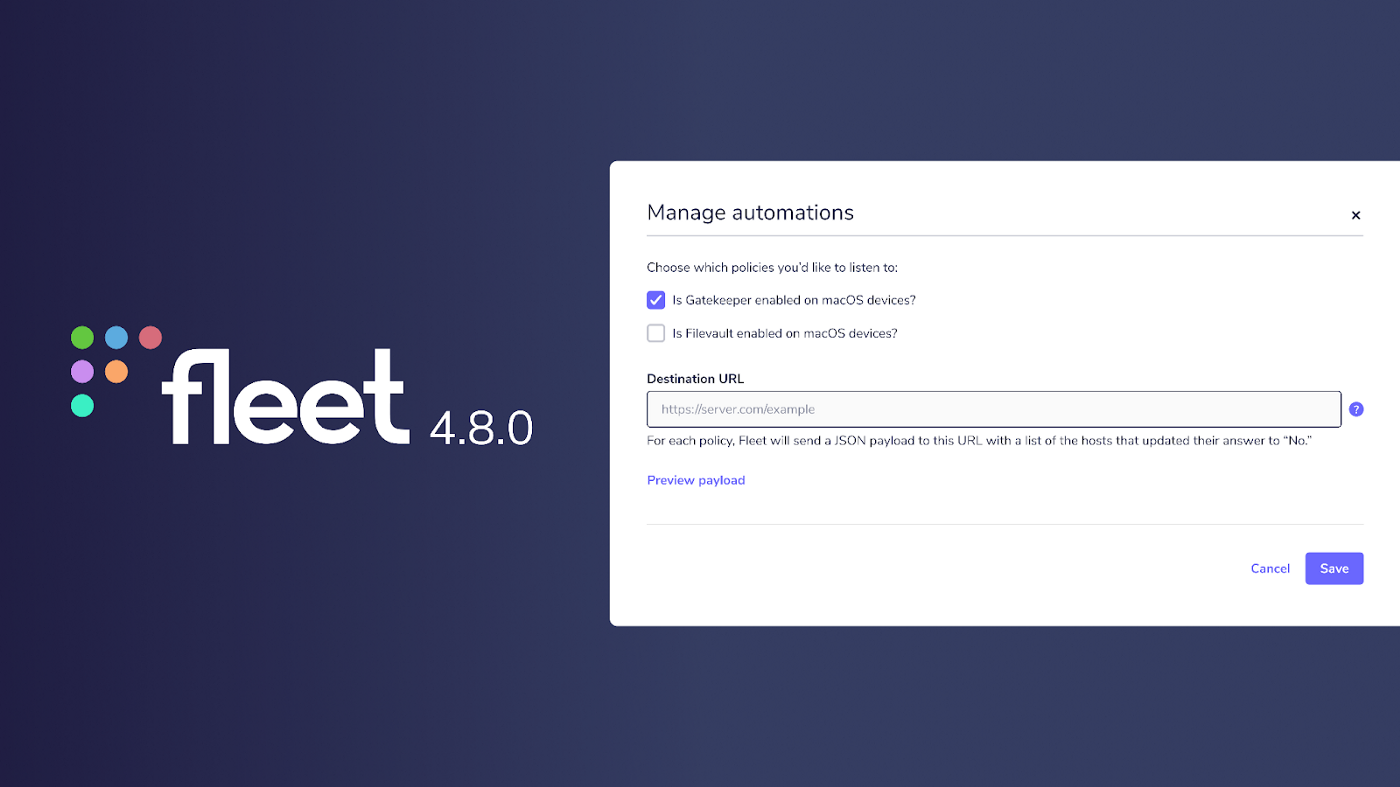 fleet 4.8.0
Manage automations
Choose which policies you'd like to listen to:
Is Gatekeeper enabled on macOS devices?
Is Filevault enabled on macOS devices?
Destination URL
https://server.com/example
?
For each policy, Fleet will send a JSON payload to this URL with a list of the hosts that updated their answer to “No.”
Preview payload
Cancel
Save